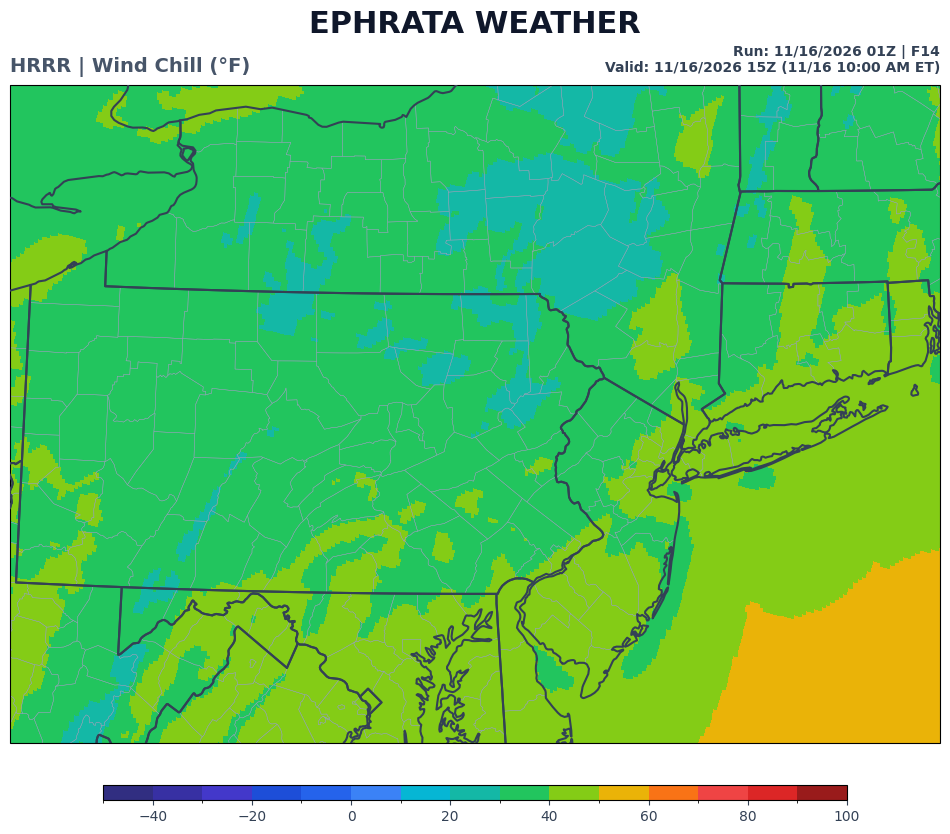 EPHRATA WEATHER
HRRR | Wind Chill (°F)
Run: 11/16/2026 01Z | F14
Valid: 11/16/2026 15Z (11/16 10:00 AM ET)
−40 −20 0 20 40 60 80 100